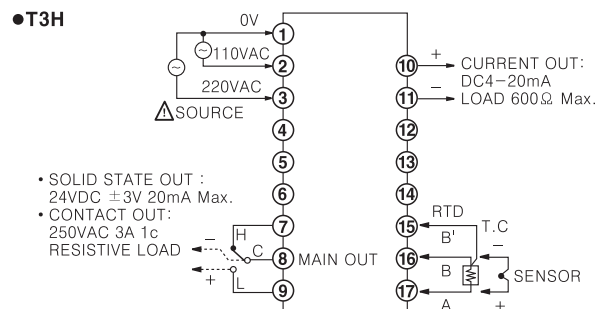 ●T3H
0V
110VAC
220VAC
⚠SOURCE
1
2
3
4
5
6
7
8
9
10
11
12
13
14
15
16
17
+
CURRENT OUT:
DC4-20mA
−
LOAD 600Ω Max.
• SOLID STATE OUT :
24VDC ±3V 20mA Max.
• CONTACT OUT:
250VAC 3A 1c
RESISTIVE LOAD
−
+
H
C
L
MAIN OUT
RTD
T.C
B'
B
A
−
SENSOR
+